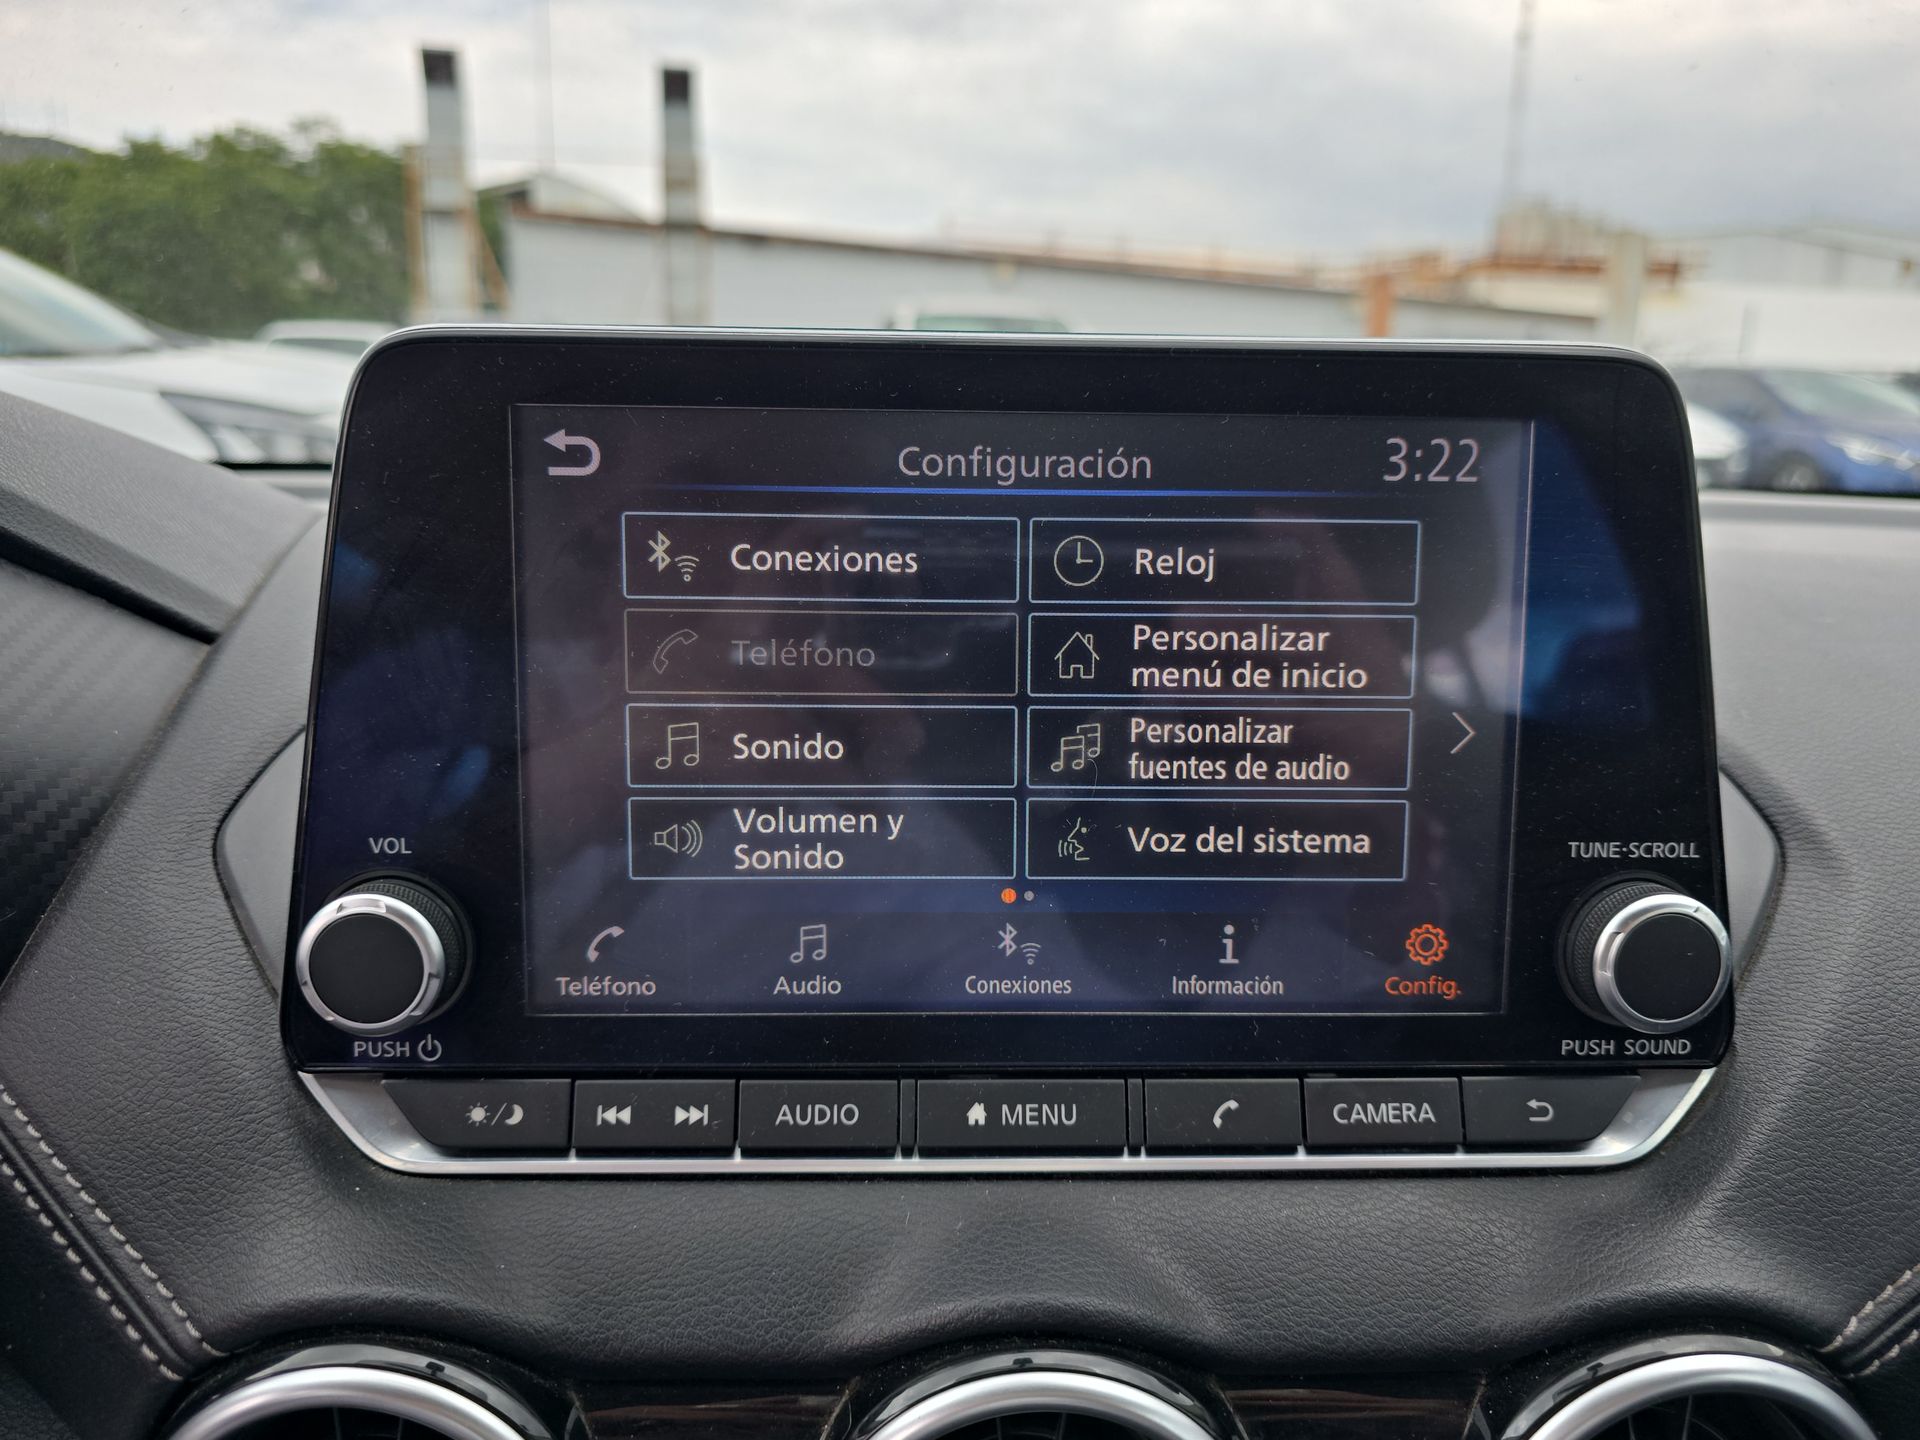 Configuración
3:22
Conexiones
Reloj
Teléfono
Personalizar
menú de inicio
Sonido
Personalizar
fuentes de audio
Volumen y
Sonido
Voz del sistema
Teléfono
Audio
Conexiones
Información
Config.
VOL
PUSH
TUNE·SCROLL
PUSH SOUND
AUDIO
MENU
CAMERA